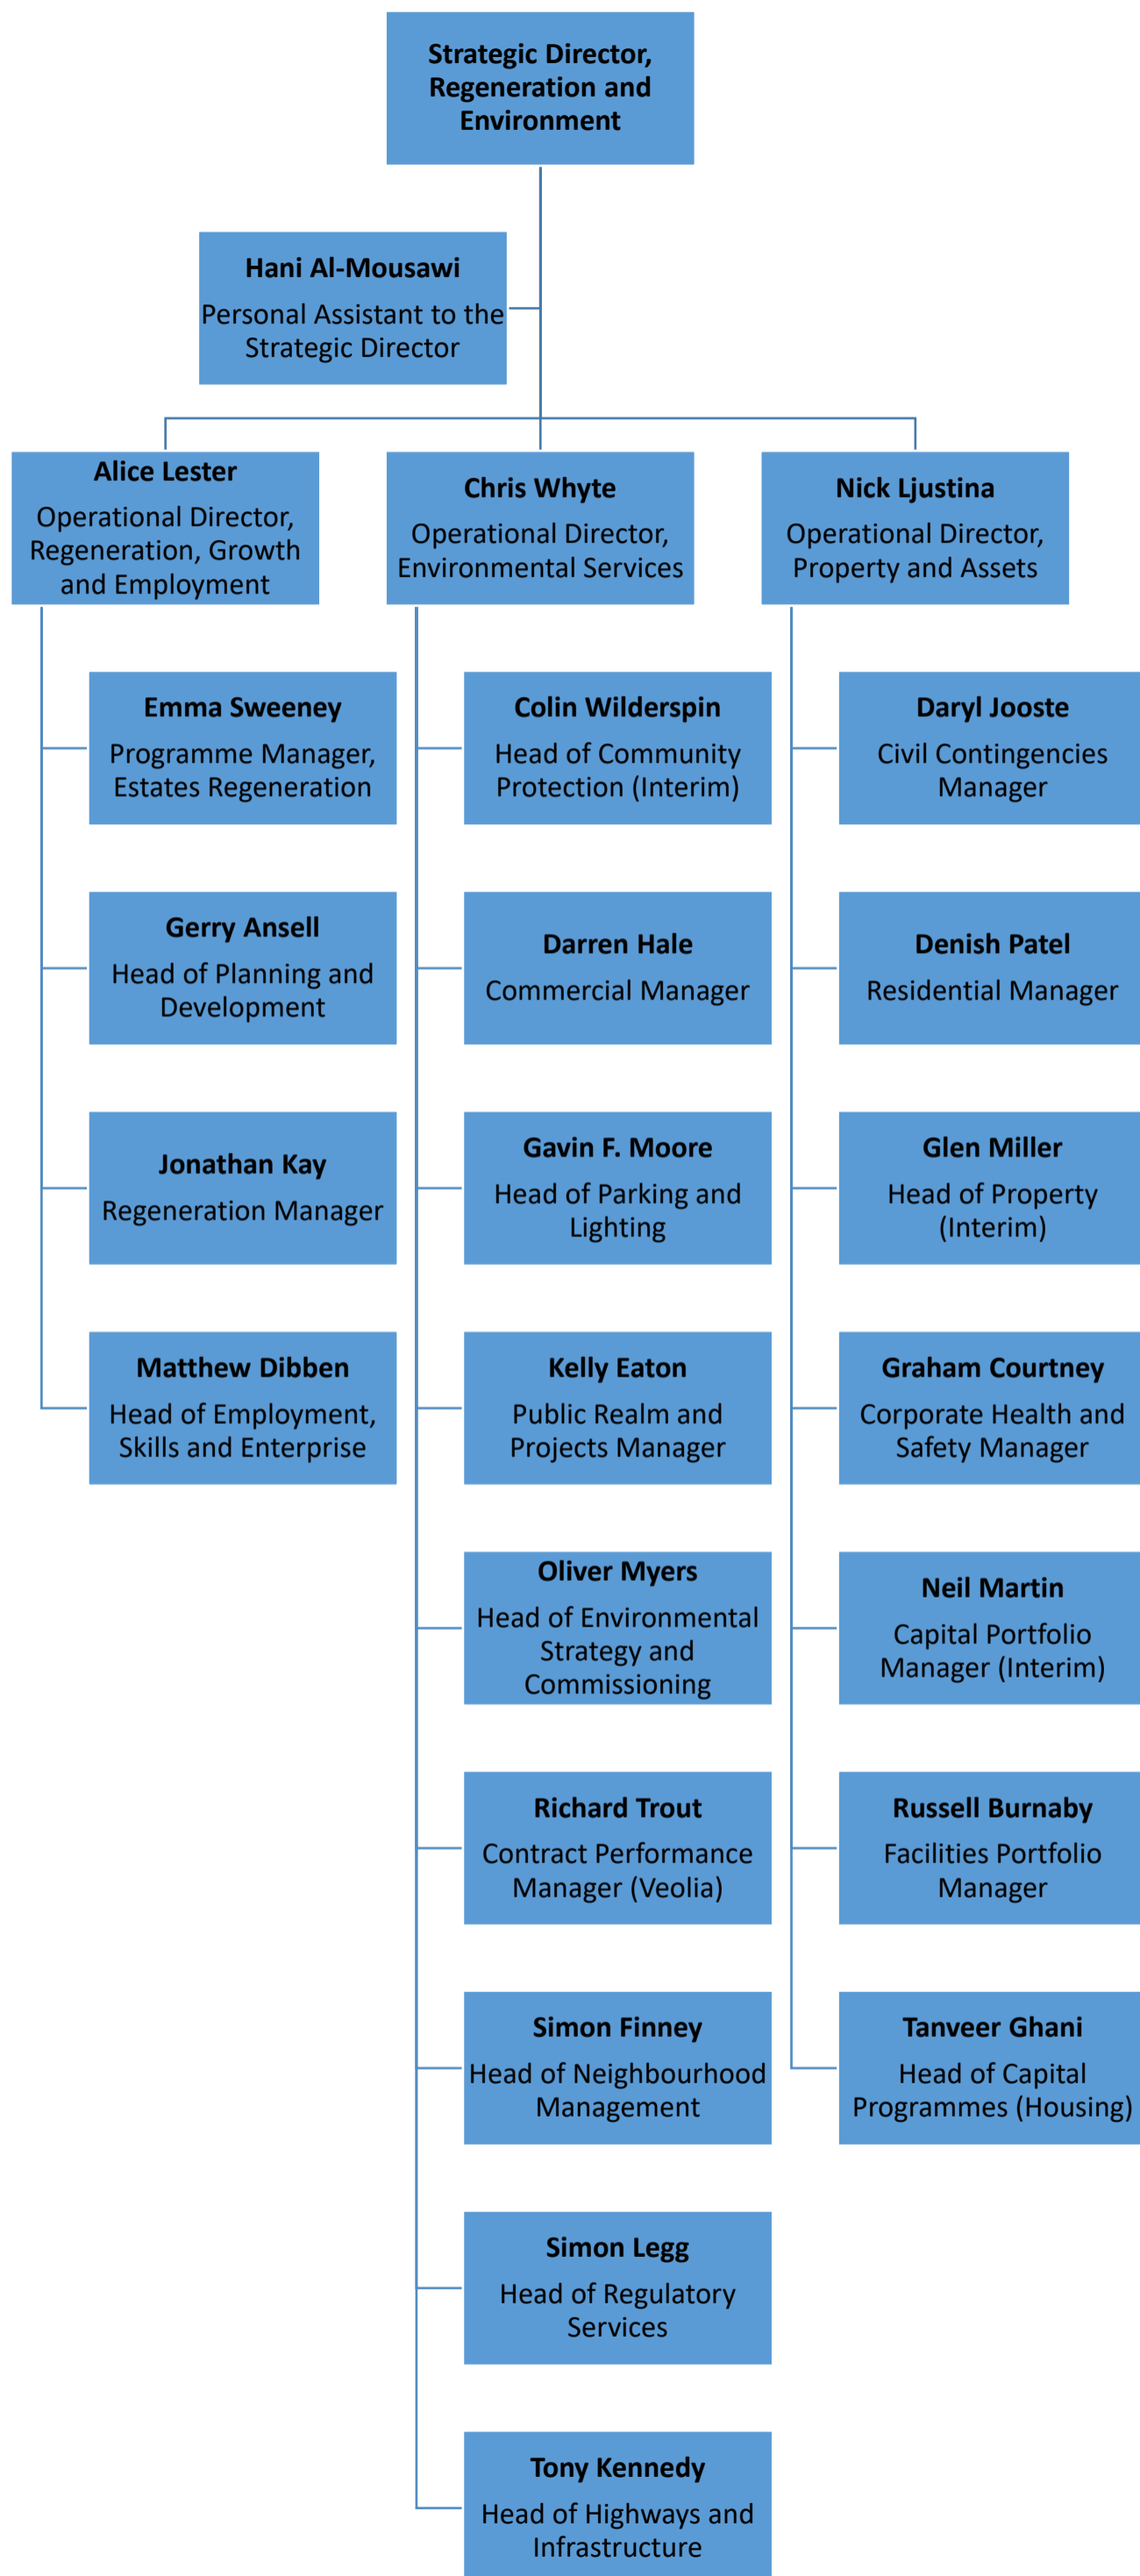 Strategic Director,
Regeneration and
Environment
Hani Al-Mousawi
Personal Assistant to the
Strategic Director
Alice Lester
Operational Director,
Regeneration, Growth
and Employment
Emma Sweeney
Programme Manager,
Estates Regeneration
Gerry Ansell
Head of Planning and
Development
Jonathan Kay
Regeneration Manager
Matthew Dibben
Head of Employment,
Skills and Enterprise
Chris Whyte
Operational Director,
Environmental Services
Colin Wilderspin
Head of Community
Protection (Interim)
Darren Hale
Commercial Manager
Gavin F. Moore
Head of Parking and
Lighting
Kelly Eaton
Public Realm and
Projects Manager
Oliver Myers
Head of Environmental
Strategy and
Commissioning
Richard Trout
Contract Performance
Manager (Veolia)
Simon Finney
Head of Neighbourhood
Management
Simon Legg
Head of Regulatory
Services
Tony Kennedy
Head of Highways and
Infrastructure
Nick Ljustina
Operational Director,
Property and Assets
Daryl Jooste
Civil Contingencies
Manager
Denish Patel
Residential Manager
Glen Miller
Head of Property
(Interim)
Graham Courtney
Corporate Health and
Safety Manager
Neil Martin
Capital Portfolio
Manager (Interim)
Russell Burnaby
Facilities Portfolio
Manager
Tanveer Ghani
Head of Capital
Programmes (Housing)